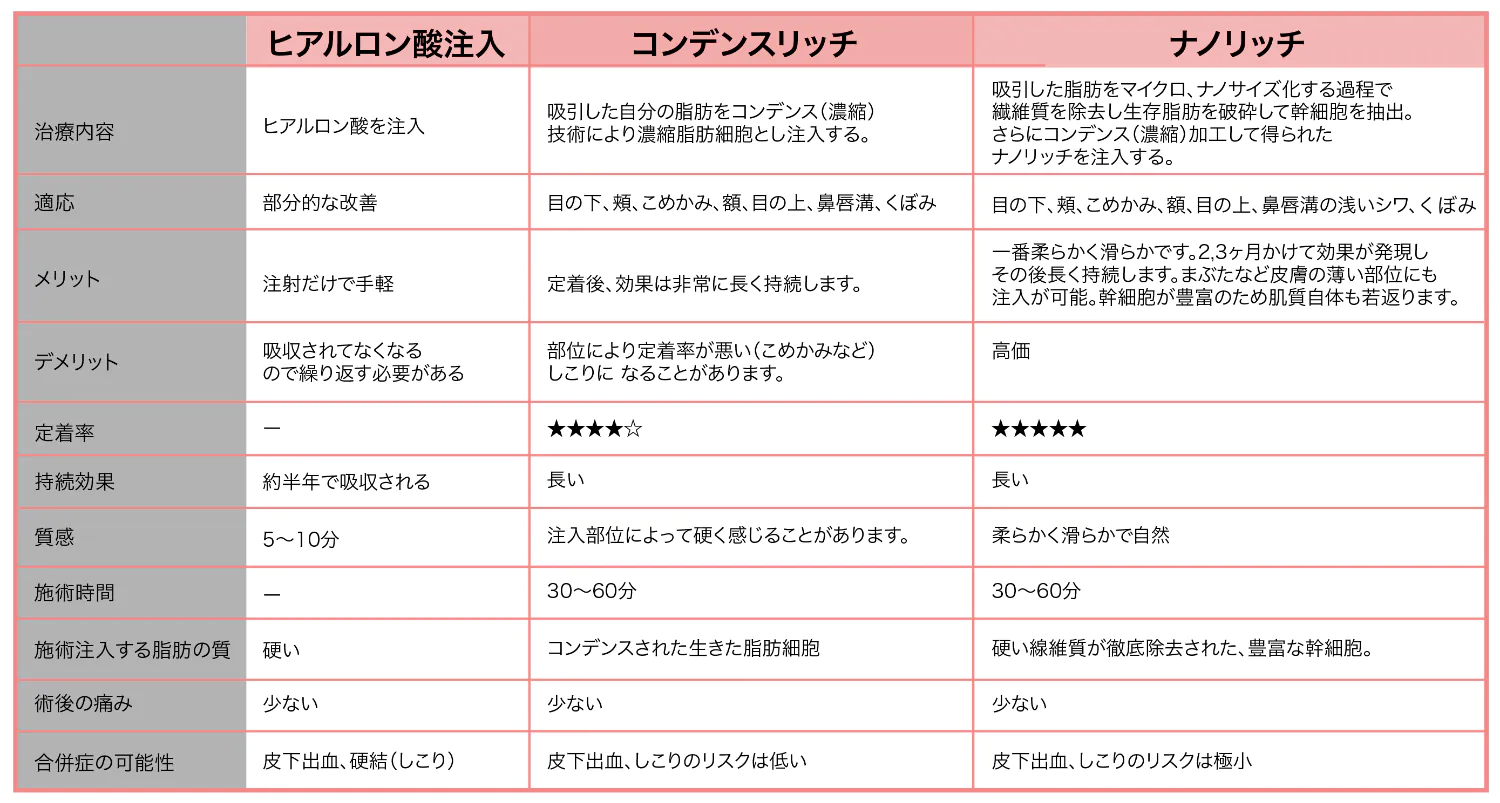 ヒアルロン酸注入 コンデンスリッチ ナノリッチ
治療内容
ヒアルロン酸を注入
吸引した自分の脂肪をコンデンス(濃縮)
技術により濃縮脂肪細胞とし注入する。
吸引した脂肪をマイクロ、ナノサイズ化する過程で
繊維質を除去し生存脂肪を破砕して幹細胞を抽出。
さらにコンデンス(濃縮)加工して得られた
ナノリッチを注入する。
適応
部分的な改善
目の下、頬、こめかみ、額、目の上、鼻唇溝、くぼみ
目の下、頬、こめかみ、額、目の上、鼻唇溝の浅いシワ、くぼみ
メリット
注射だけで手軽
定着後、効果は非常に長く持続します。
一番柔らかく滑らかです。2,3ヶ月かけて効果が発現し
その後長く持続します。まぶたなど皮膚の薄い部位にも
注入が可能。幹細胞が豊富のため肌質自体も若返ります。
デメリット
吸収されてなくなる
ので繰り返す必要がある
部位により定着率が悪い(こめかみなど)
しこりに なることがあります。
高価
定着率
ー
★★★★☆
★★★★★
持続効果
約半年で吸収される
長い
長い
質感
5〜10分
注入部位によって硬く感じることがあります。
柔らかく滑らかで自然
施術時間
ー
30〜60分
30〜60分
施術注入する脂肪の質
硬い
コンデンスされた生きた脂肪細胞
硬い線維質が徹底除去された、豊富な幹細胞。
術後の痛み
少ない
少ない
少ない
合併症の可能性
皮下出血、硬結(しこり)
皮下出血、しこりのリスクは低い
皮下出血、しこりのリスクは極小